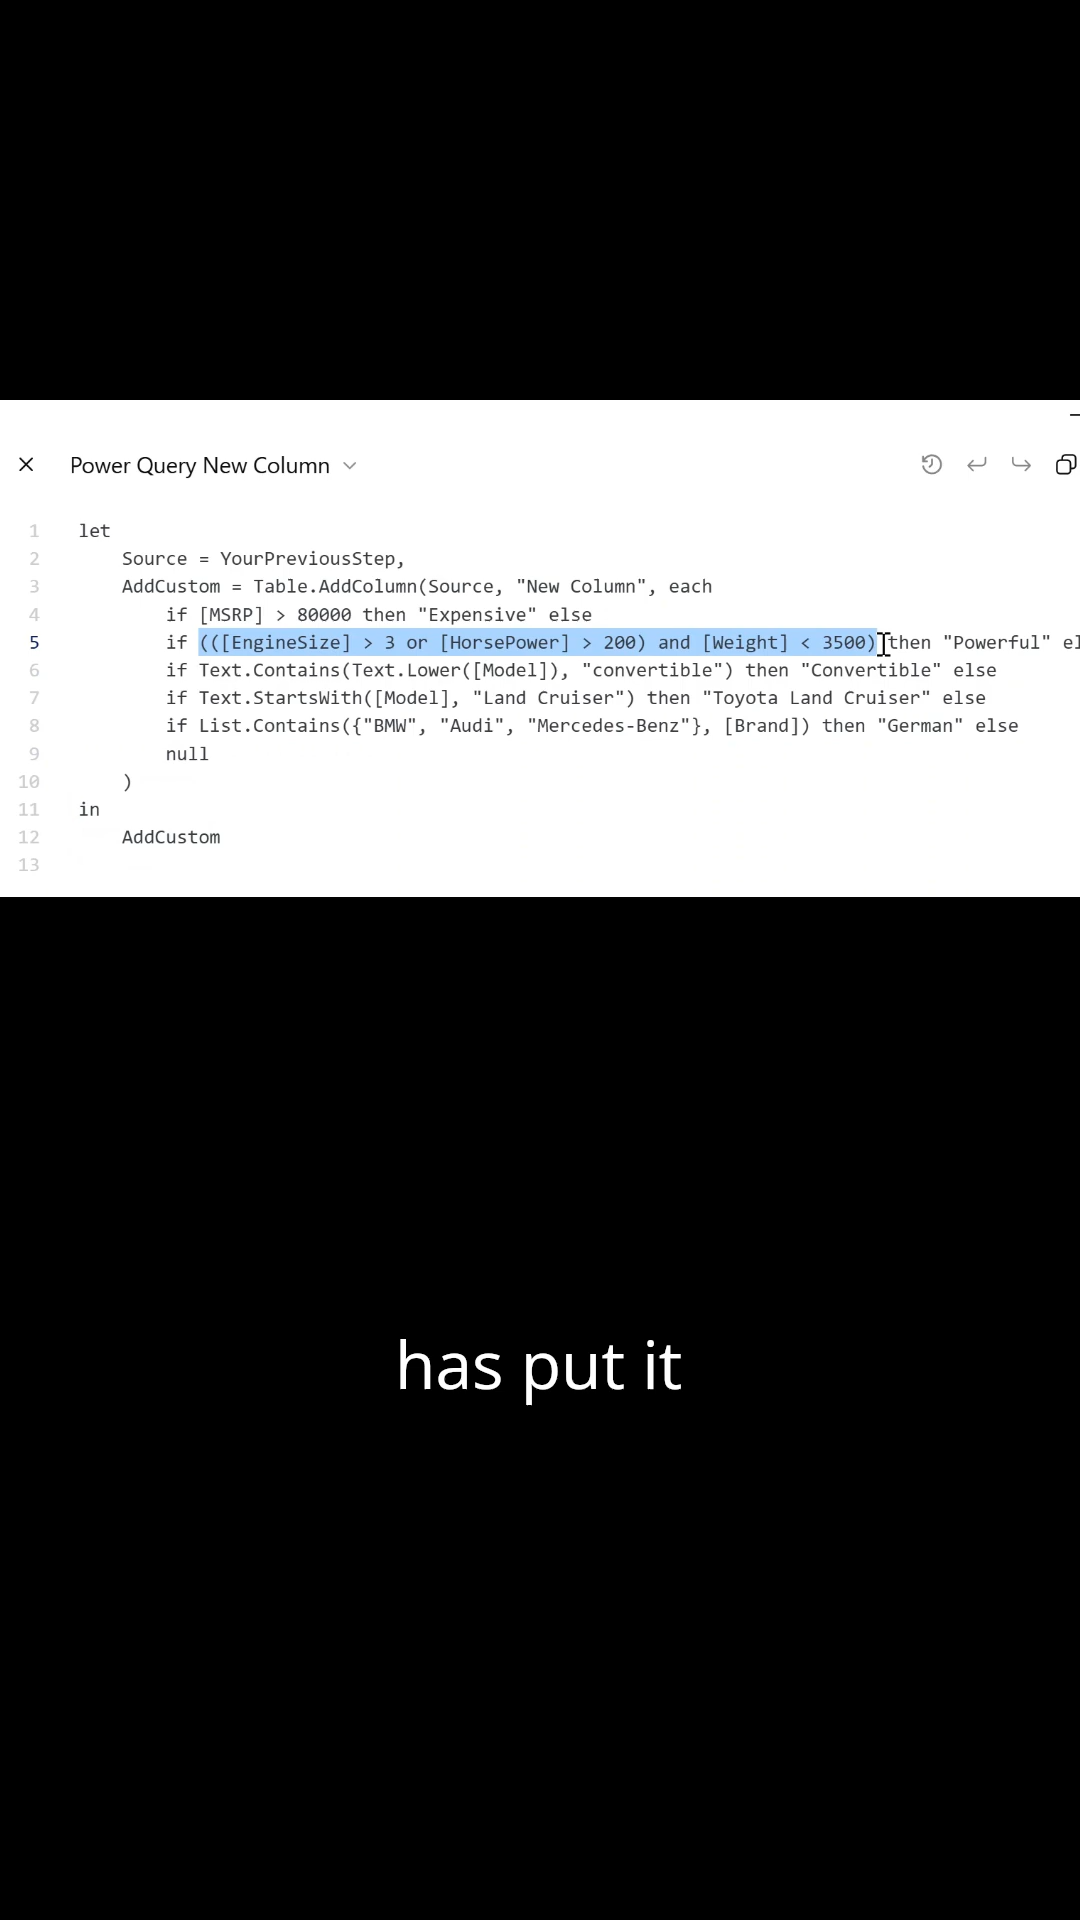 Power Query New Column
1 let
2     Source = YourPreviousStep,
3     AddCustom = Table.AddColumn(Source, "New Column", each
4         if [MSRP] > 80000 then "Expensive" else
5         if (([EngineSize] > 3 or [HorsePower] > 200) and [Weight] < 3500) then "Powerful" el
6         if Text.Contains(Text.Lower([Model]), "convertible") then "Convertible" else
7         if Text.StartsWith([Model], "Land Cruiser") then "Toyota Land Cruiser" else
8         if List.Contains({"BMW", "Audi", "Mercedes-Benz"}, [Brand]) then "German" else
9         null
10     )
11 in
12     AddCustom
13
has put it